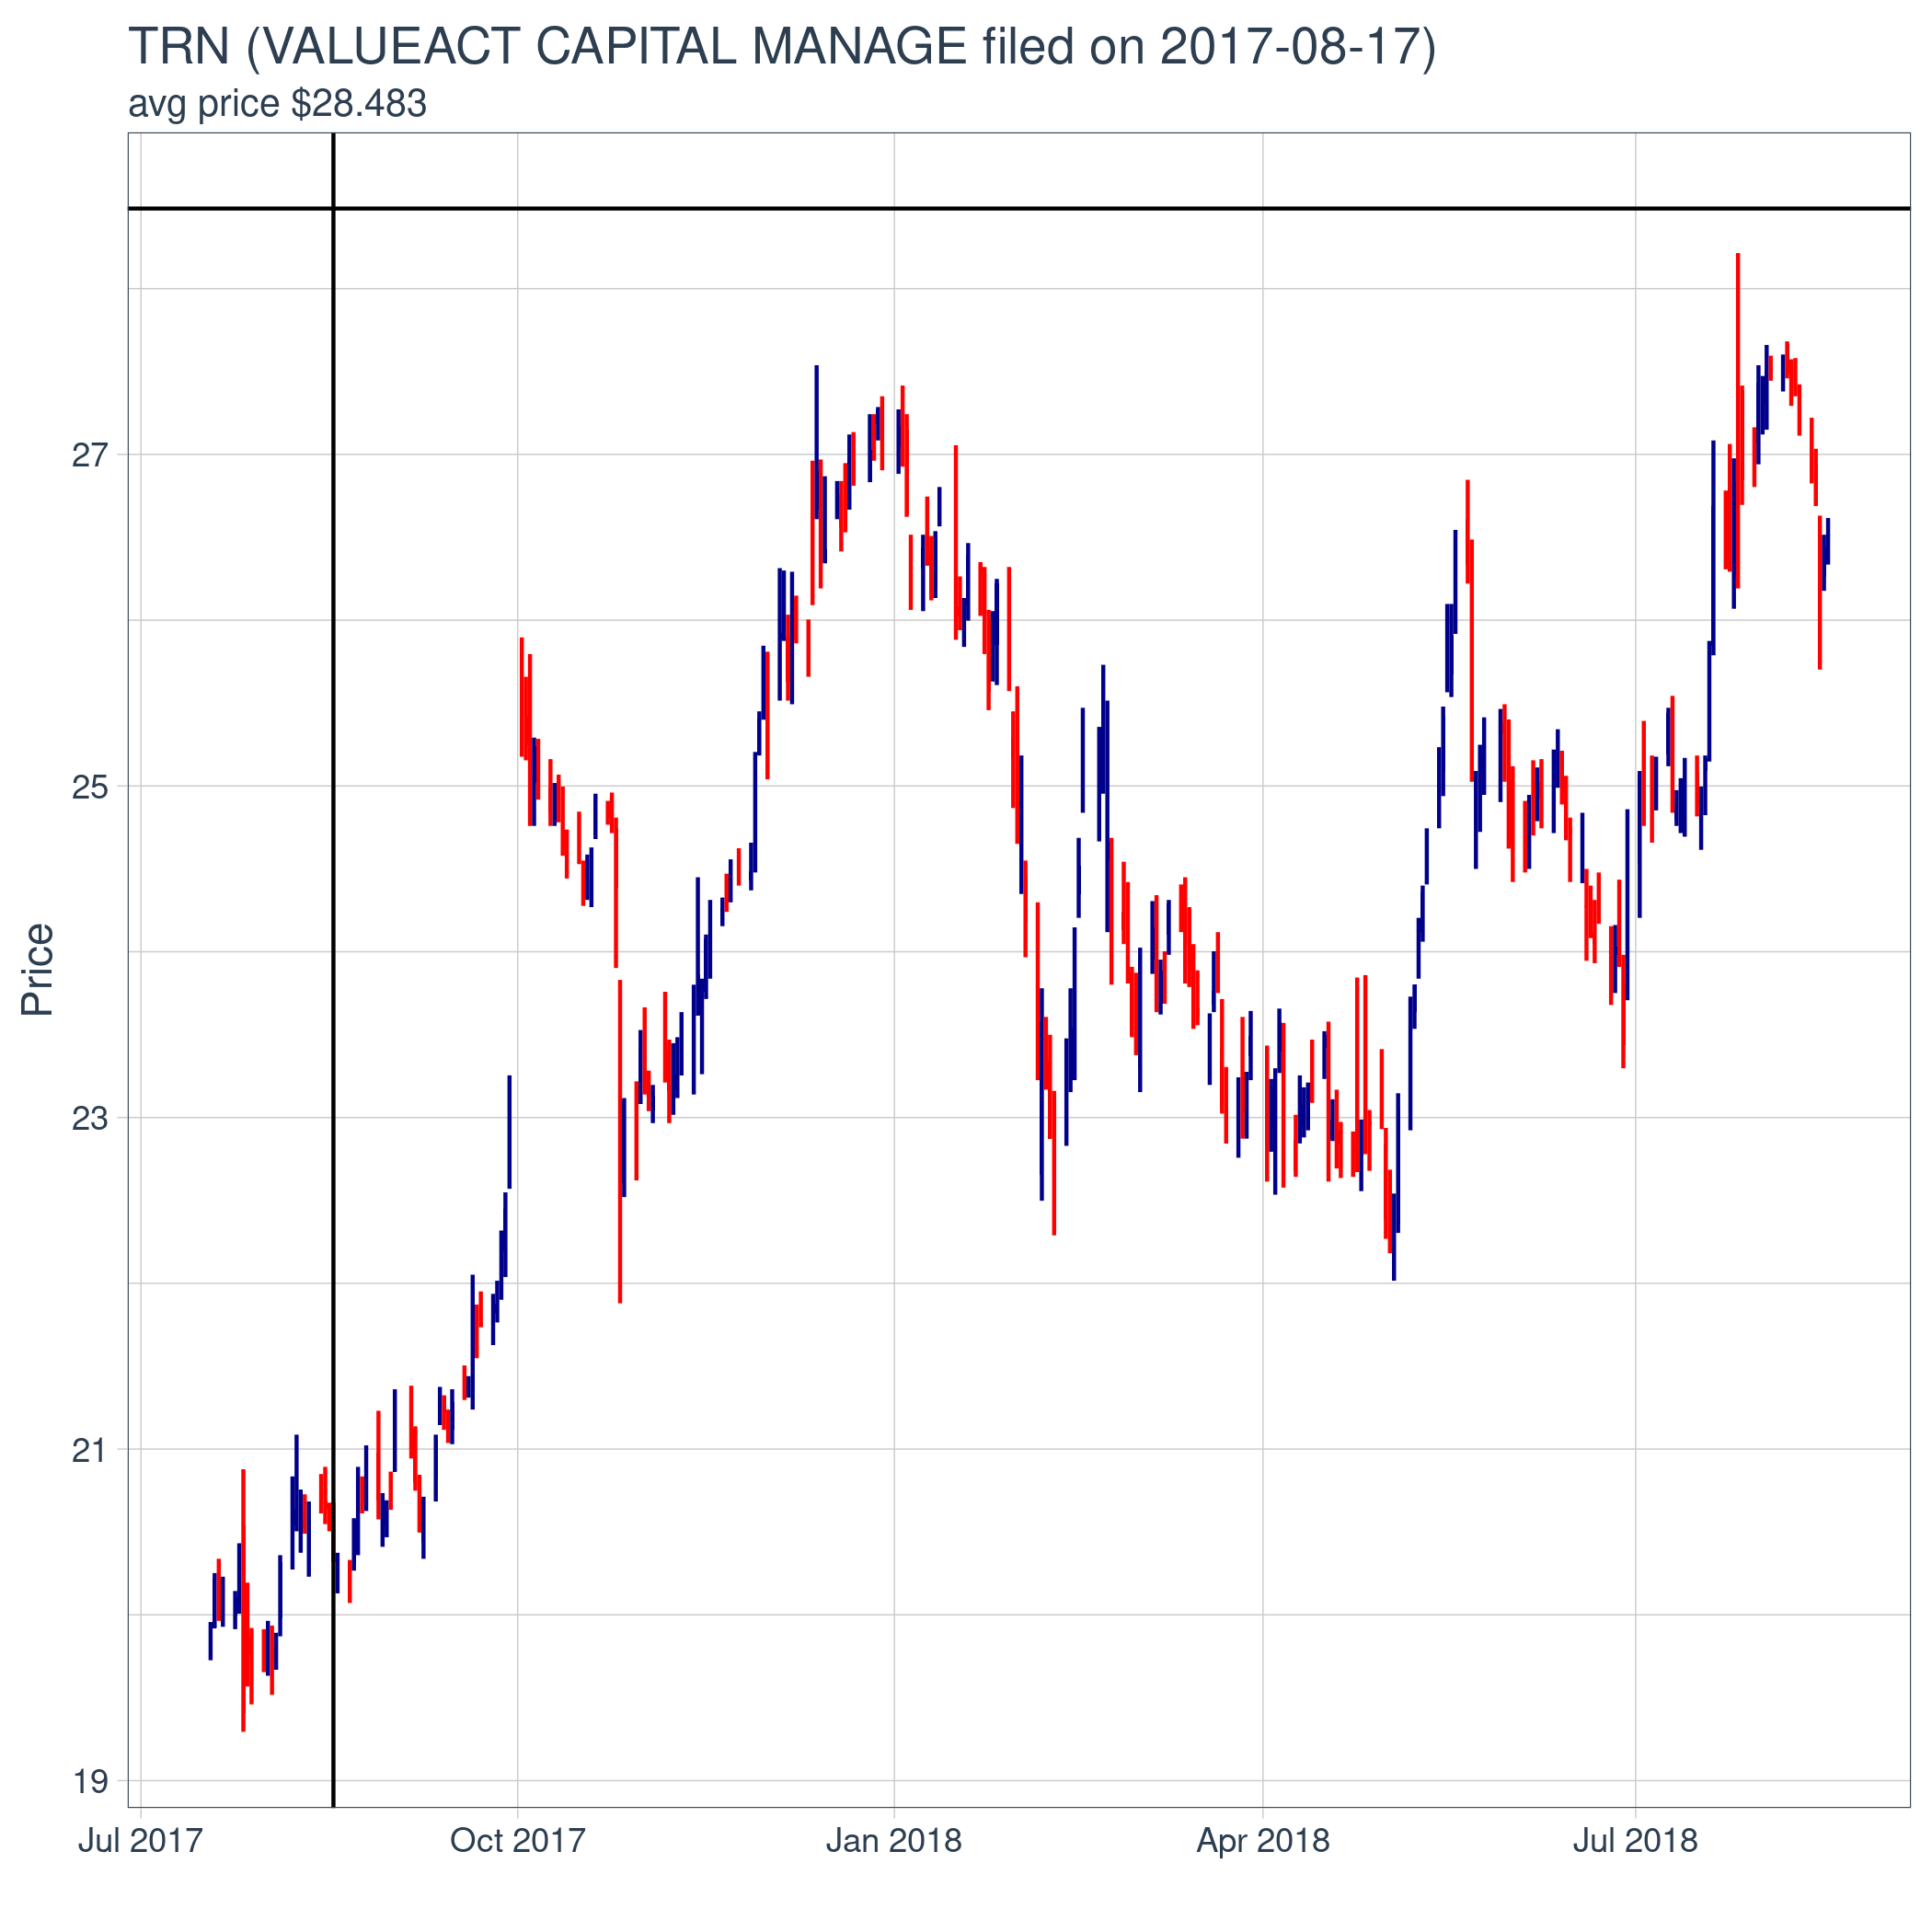 TRN (VALUEACT CAPITAL MANAGE filed on 2017-08-17)
avg price $28.483
Price
27
25
23
21
19
Jul 2017 Oct 2017 Jan 2018 Apr 2018 Jul 2018